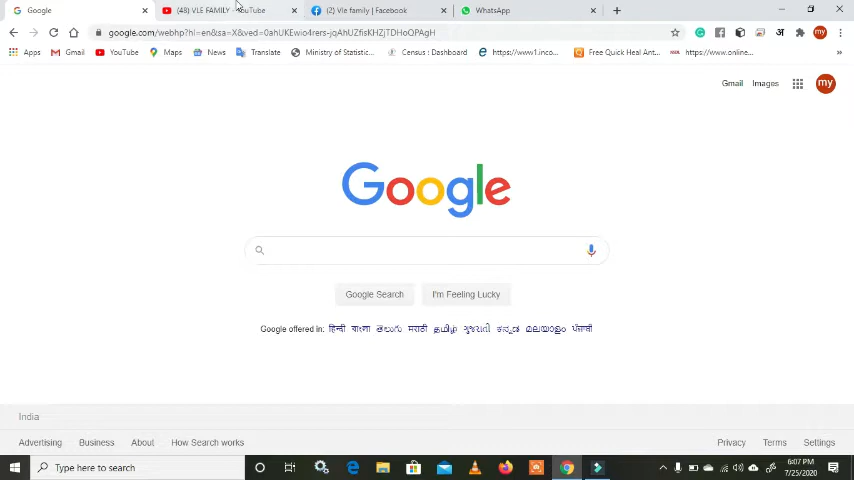 Google
(48) VLE FAMILY - YouTube
(2) Vle family | Facebook
WhatsApp
google.com/webhp?hl=en&sa=X&ved=0ahUKEwio4rers-jqAhUZfisKHZjTDHoQPAgH
Apps
Gmail
YouTube
Maps
News
Translate
Ministry of Statistic...
Census : Dashboard
https://www1.inco...
Free Quick Heal Ant...
https://www.online...
Gmail
Images
my
Google
Google Search
I'm Feeling Lucky
Google offered in: हिन्दी বাংলা తెలుగు मराठी தமிழ் ગુજરાતી ಕನ್ನಡ മലയാളം ਪੰਜਾਬੀ
India
Advertising
Business
About
How Search works
Privacy
Terms
Settings
Type here to search
6:07 PM
7/25/2020